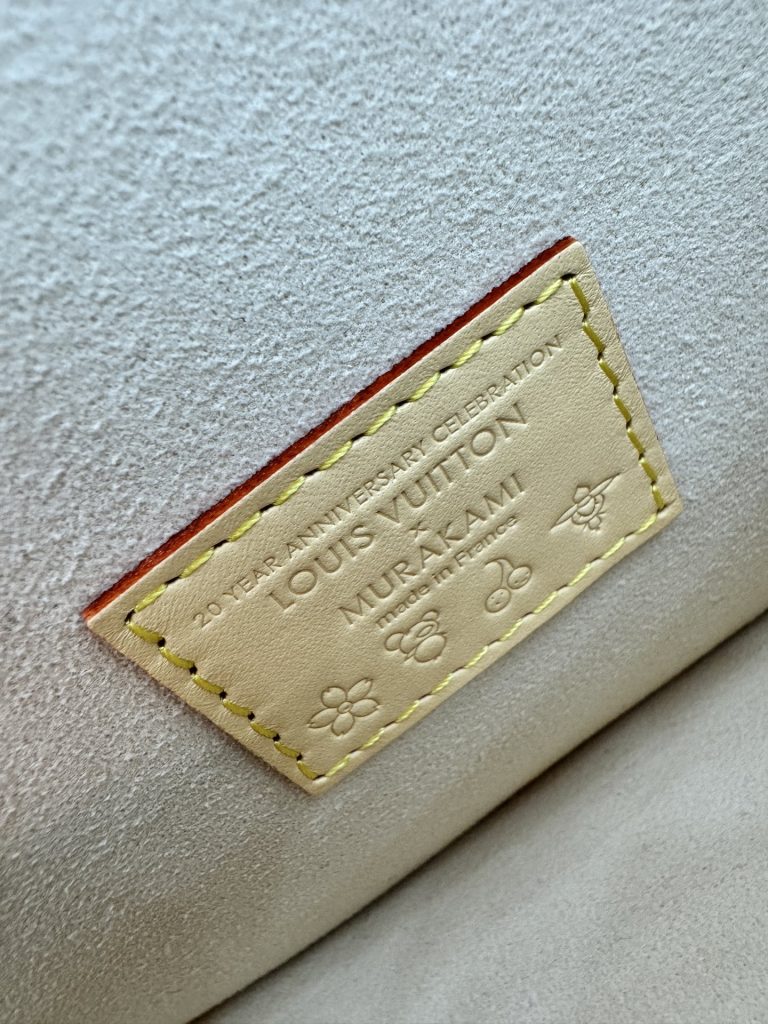 20 YEAR ANNIVERSARY CELEBRATION
LOUIS VUITTON
×
MURAKAMI
made in France